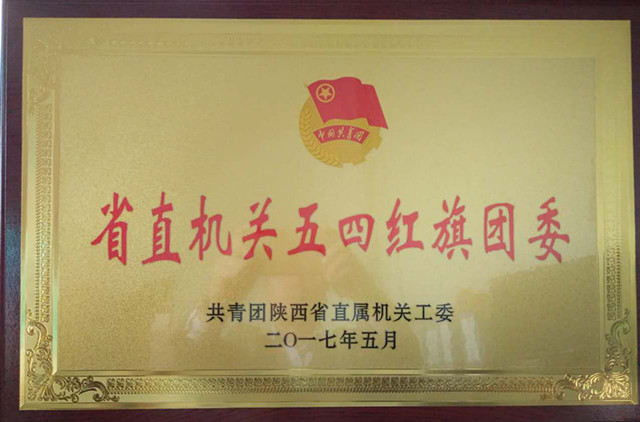 中国共青团
省直机关五四红旗团委
共青团陕西省直属机关工委
二〇一七年五月